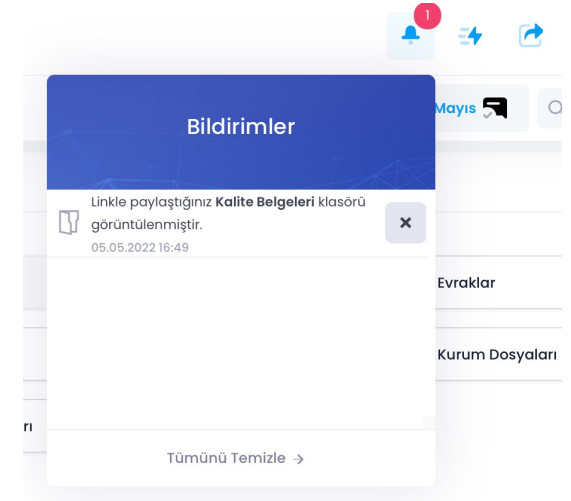 1
Mayıs
Bildirimler
Linkle paylaştığınız Kalite Belgeleri klasörü
görüntülenmiştir.
05.05.2022 16:49
Evraklar
Kurum Dosyaları
rı
Tümünü Temizle →